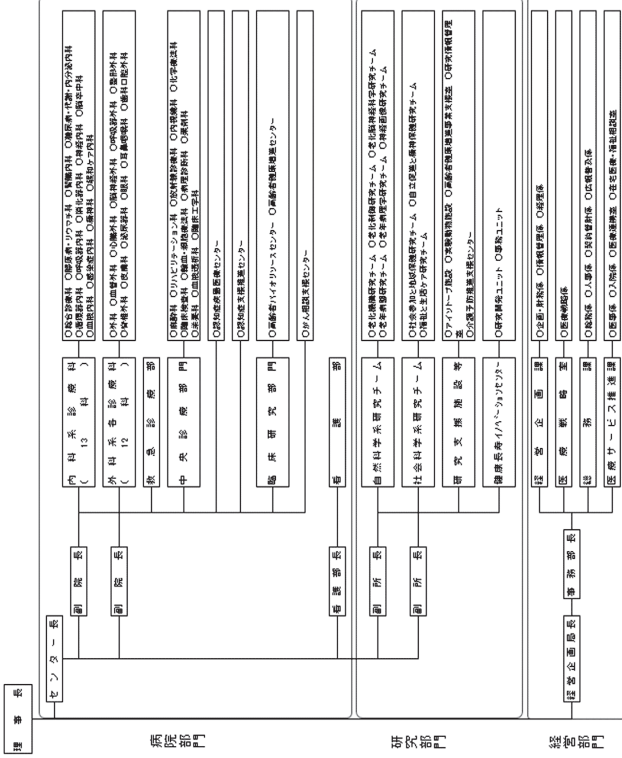 理事長
病院部門
センター長
副院長
内科系診療科
( 13 科 )
○総合診療科 ○膠原病・リウマチ科 ○腎臓内科 ○糖尿病・代謝・内分泌内科
○循環器内科 ○呼吸器内科 ○消化器内科 ○神経内科 ○脳卒中科
○血液内科 ○感染症内科 ○精神科 ○緩和ケア内科
副院長
外科系各診療科
( 12 科 )
○外科 ○血管外科 ○心臓外科 ○脳神経外科 ○呼吸器外科 ○整形外科
○脊椎外科 ○皮膚科 ○泌尿器科 ○眼科 ○耳鼻咽喉科 ○歯科口腔外科
救急診療部
中央診療部門
○麻酔科 ○リハビリテーション科 ○放射線診療科 ○内視鏡科 ○化学療法科
○臨床検査科 ○輸血・細胞療法科 ○病理診断科 ○薬剤科
○栄養科 ○血液透析科 ○臨床工学科
○認知症疾患医療センター
○認知症支援推進センター
臨床研究部門
○高齢者バイオリソースセンター ○高齢者健康増進センター
○がん相談支援センター
看護部長
看護部
研究部門
副所長
自然科学系研究チーム
○老化機構研究チーム ○老化制御研究チーム ○老化脳神経科学研究チーム
○老年病態研究チーム ○老年病理学研究チーム ○神経画像研究チーム
副所長
社会科学系研究チーム
○社会参加と地域保健研究チーム ○自立促進と精神保健研究チーム
○福祉と生活ケア研究チーム
研究支援施設等
○アイソトープ施設 ○実験動物施設 ○高齢者健康増進事業支援室 ○研究情報管理
室
○介護予防推進支援センター
健康長寿イノベーションセンター
○研究開発ユニット ○事務ユニット
経営部門
経営企画局長
事務部長
経営企画課
○企画・財務係 ○情報管理係 ○経理係
医療戦略室
○医療戦略係
総務課
○総務係 ○人事係 ○契約管財係 ○広報普及係
医療サービス推進課
○医事係 ○入院係 ○医療連携室 ○在宅医療・福祉相談室